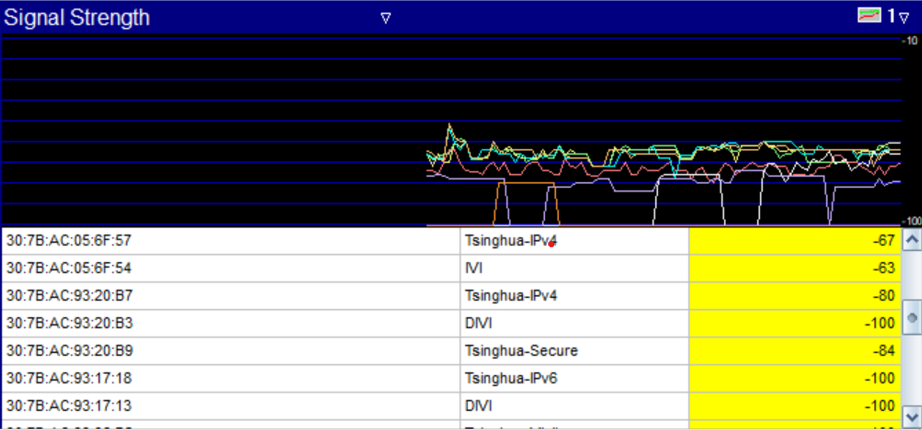 Signal Strength 1
-10
-100
30:7B:AC:05:6F:57 Tsinghua-IPv4 -67
30:7B:AC:05:6F:54 IVI -63
30:7B:AC:93:20:B7 Tsinghua-IPv4 -80
30:7B:AC:93:20:B3 DIVI -100
30:7B:AC:93:20:B9 Tsinghua-Secure -84
30:7B:AC:93:17:18 Tsinghua-IPv6 -100
30:7B:AC:93:17:13 DIVI -100